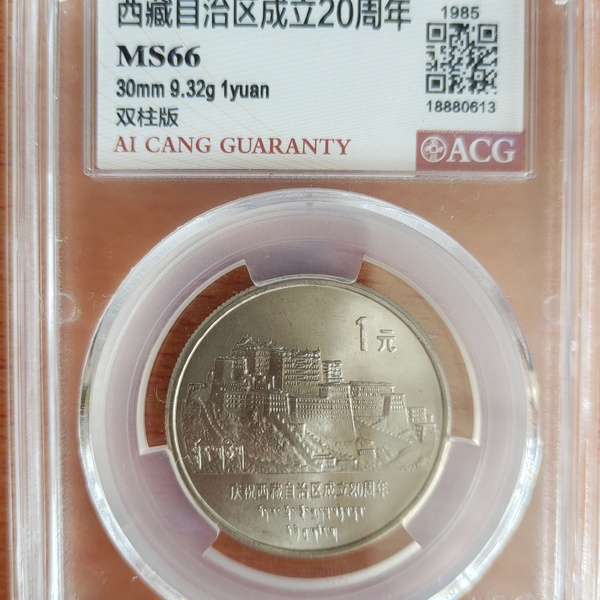 西藏自治区成立20周年
1985
MS66
30mm 9.32g 1yuan
18880613
双柱版
AI CANG GUARANTY
ACG
1元
庆祝西藏自治区成立20周年